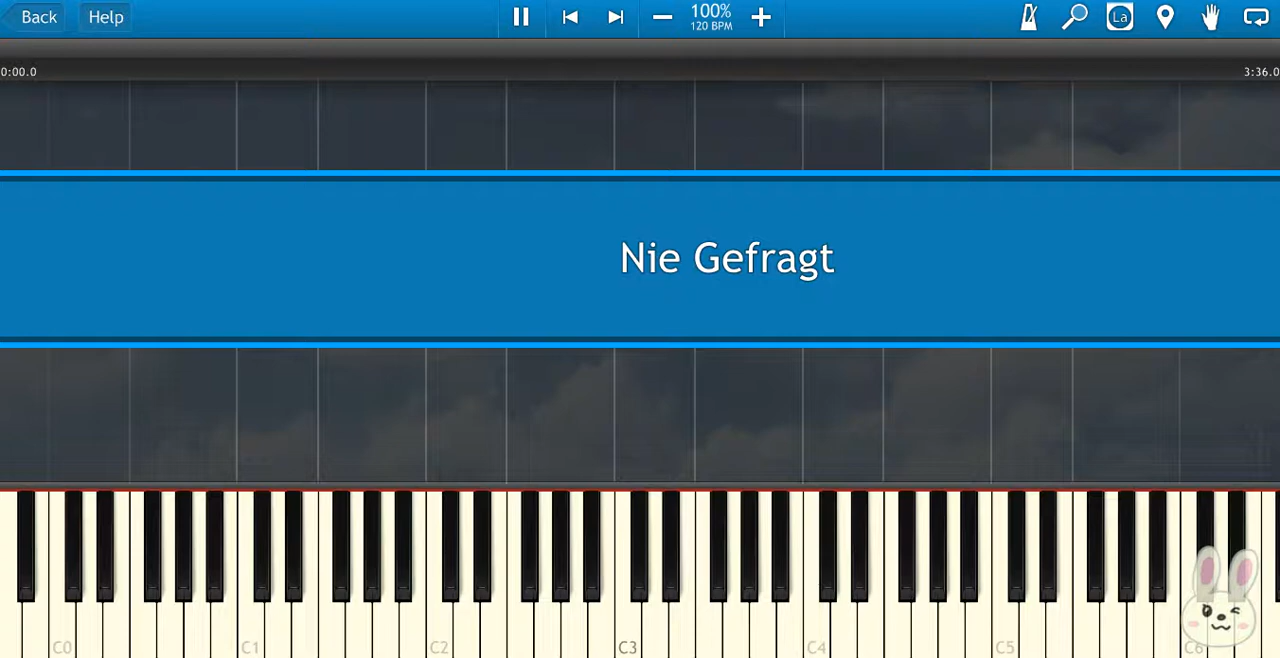 Back Help 100% La
120 BPM
0:00.0 3:36.0
Nie Gefragt
C0 C1 C2 C3 C4 C5 C6